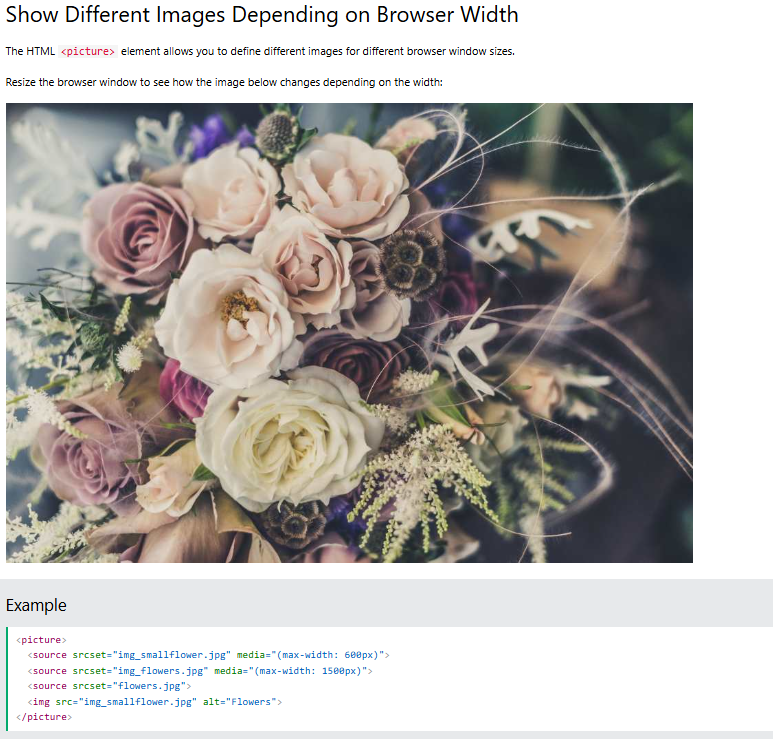 Show Different Images Depending on Browser Width
The HTML <picture> element allows you to define different images for different browser window sizes.
Resize the browser window to see how the image below changes depending on the width:
Example
<picture>
  <source srcset="img_smallflower.jpg" media="(max-width: 600px)">
  <source srcset="img_flowers.jpg" media="(max-width: 1500px)">
  <source srcset="flowers.jpg">
  <img src="img_smallflower.jpg" alt="Flowers">
</picture>